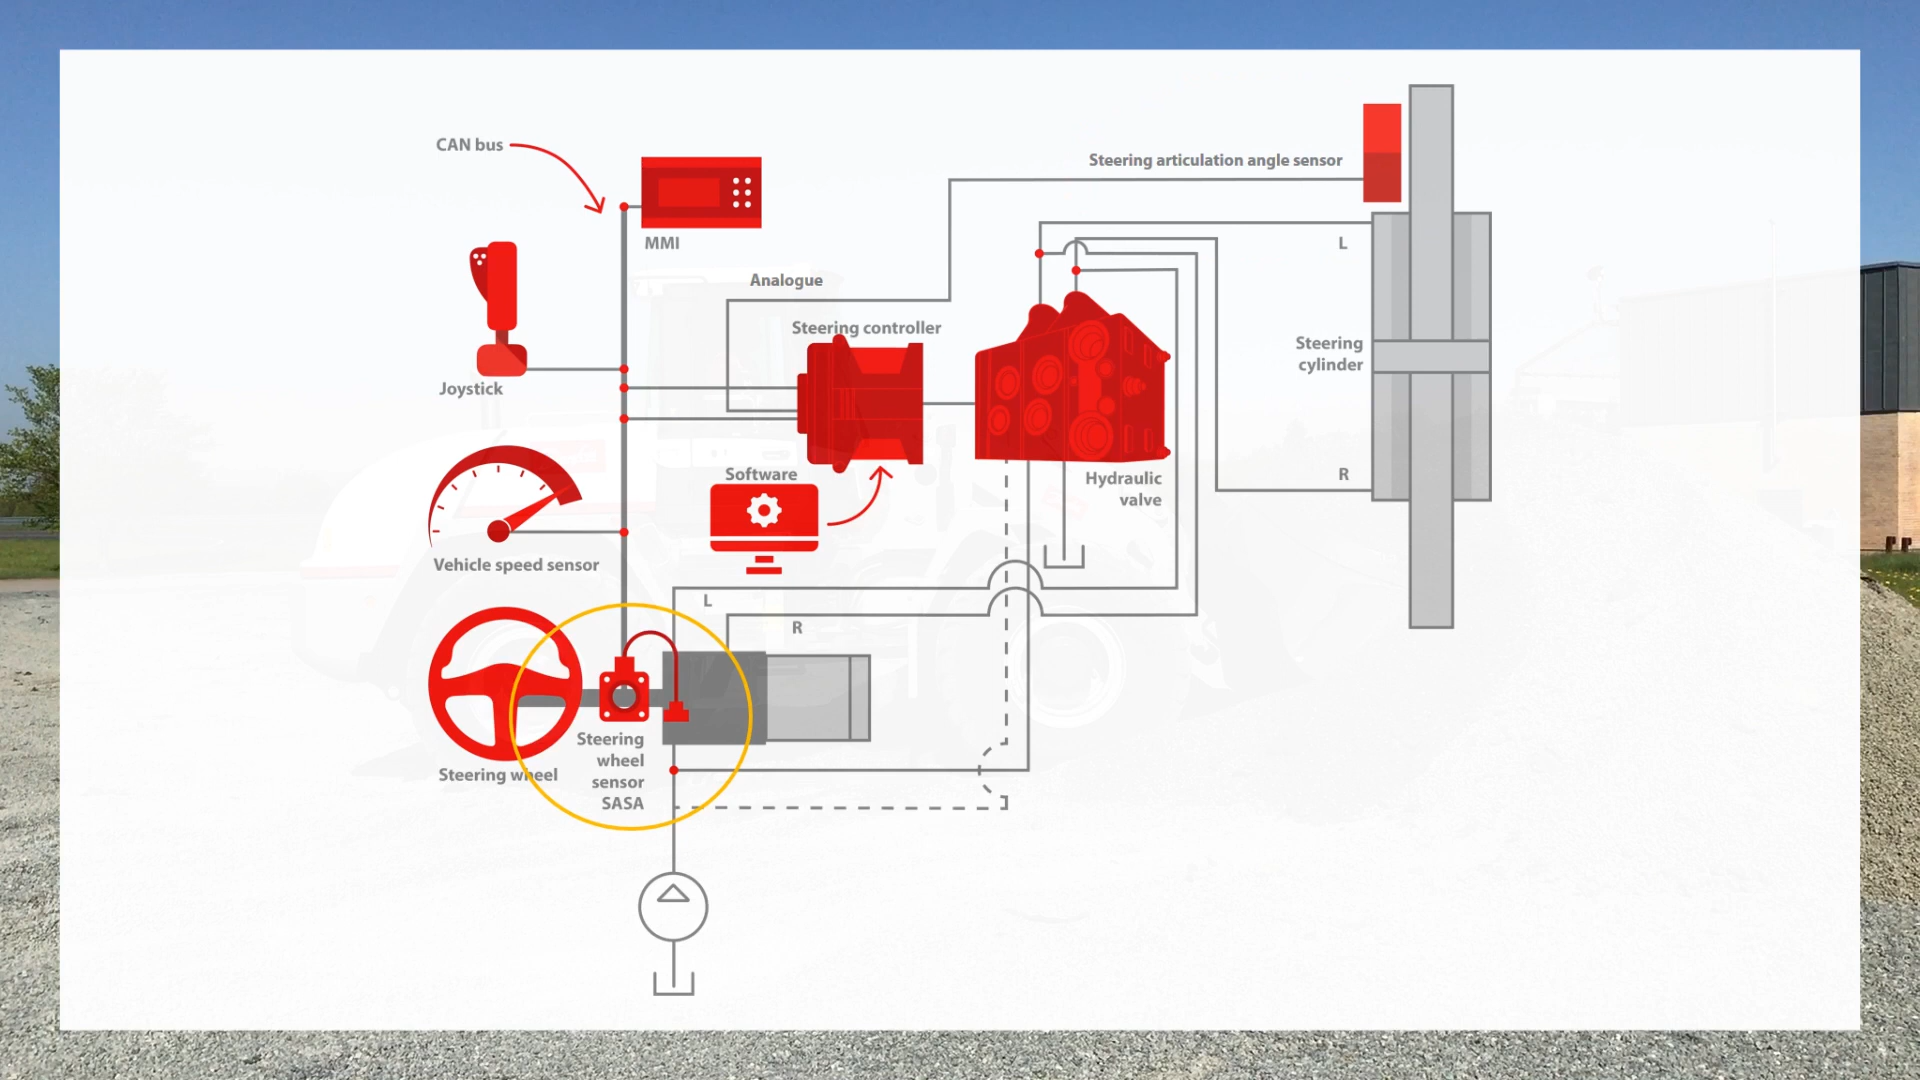 CAN bus
MMI
Steering articulation angle sensor
L
Analogue
Steering controller
Joystick
Steering
cylinder
Software
Hydraulic
valve
R
Vehicle speed sensor
L
R
Steering wheel
Steering
wheel
sensor
SASA